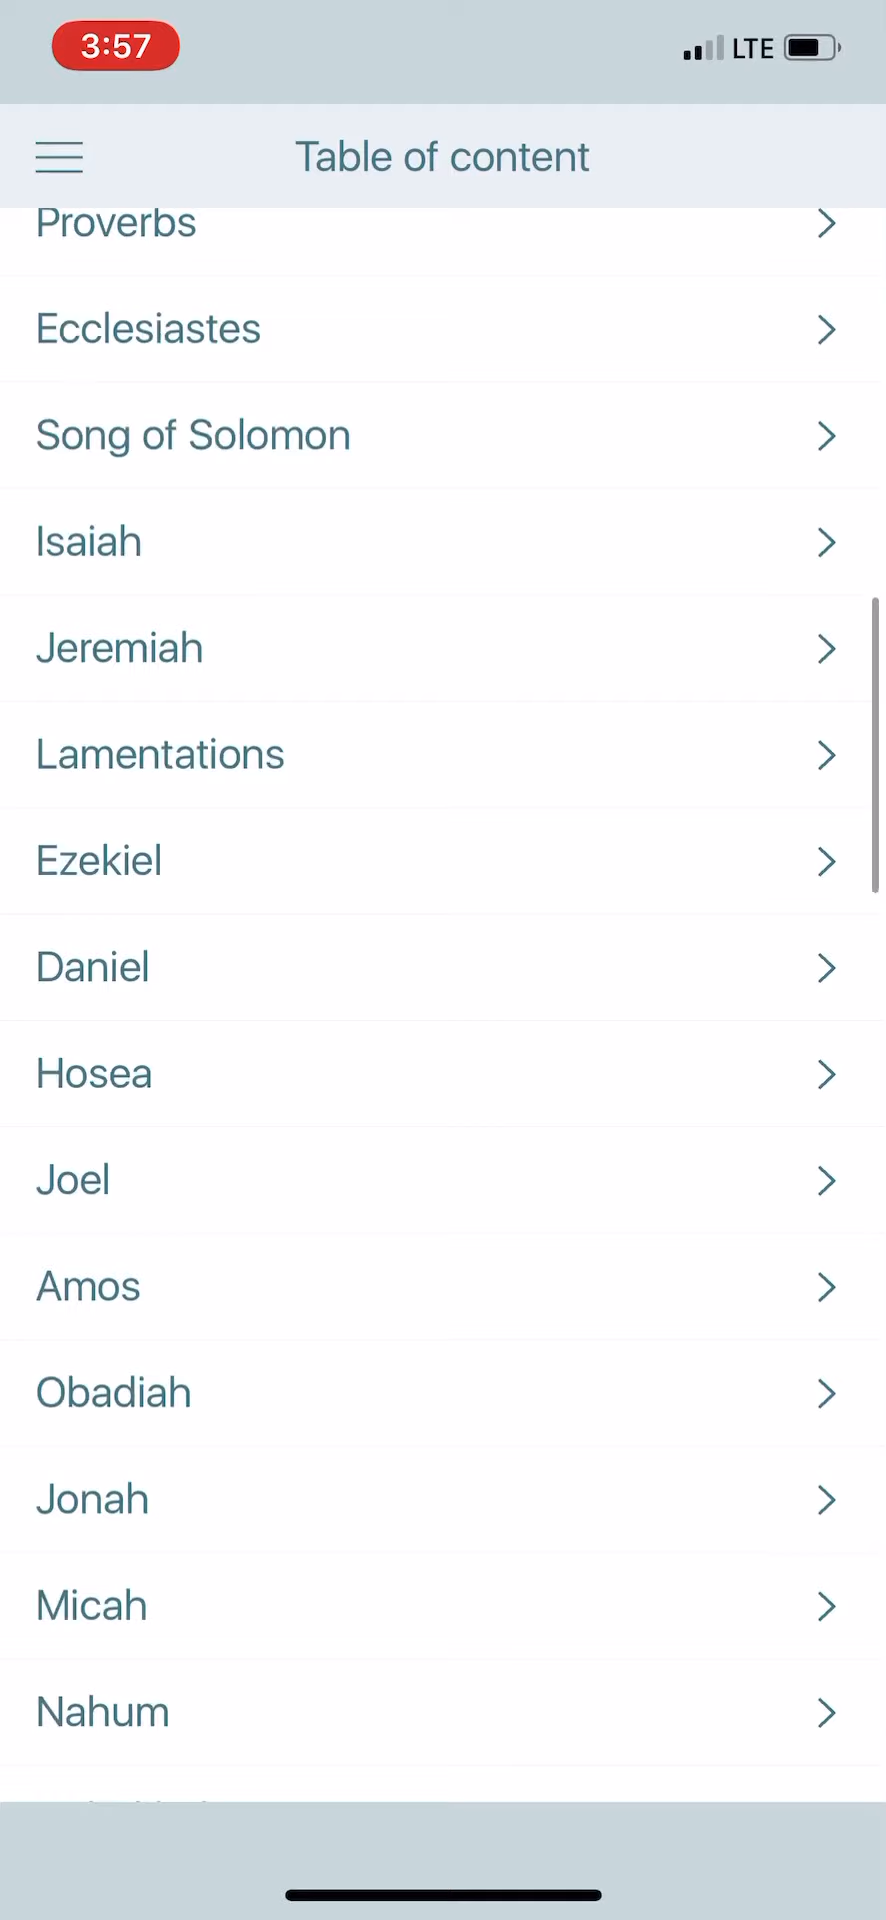 3:57 LTE
Table of content
Proverbs
Ecclesiastes
Song of Solomon
Isaiah
Jeremiah
Lamentations
Ezekiel
Daniel
Hosea
Joel
Amos
Obadiah
Jonah
Micah
Nahum